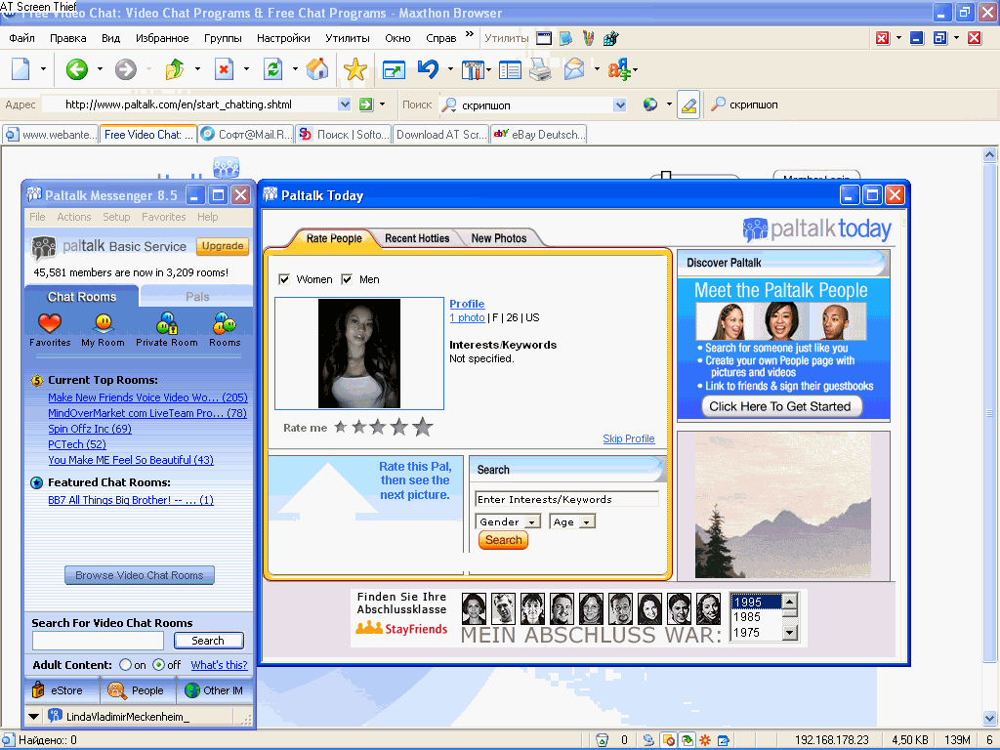 AT Screen Thief
Free Video Chat: Video Chat Programs & Free Chat Programs - Maxthon Browser
Файл Правка Вид Избранное Группы Настройки Утилиты Окно Справ » Утилиты
Адрес http://www.paltalk.com/en/start_chatting.shtml Поиск скрипшоп скрипшоп
www.webante... Free Video Chat: ... Софт@Mail.R... Поиск | Softo... Download AT Scr... eBay Deutsch...
Paltalk Messenger 8.5
File Actions Setup Favorites Help
paltalk Basic Service Upgrade
45,581 members are now in 3,209 rooms!
Chat Rooms Pals
Favorites My Room Private Room Rooms
5 Current Top Rooms:
Make New Friends Voice Video Wo... (205)
MindOverMarket com LiveTeam Pro... (78)
Spin Offz Inc (69)
PCTech (52)
You Make ME Feel So Beautiful (43)
Featured Chat Rooms:
BB7 All Things Big Brother! -- ... (1)
Browse Video Chat Rooms
Search For Video Chat Rooms
Search
Adult Content: on off What's this?
eStore People Other IM
LindaVladimirMeckenheim_
Paltalk Today
Rate People Recent Hotties New Photos
paltalk today
Women Men
Profile
1 photo | F | 26 | US
Interests/Keywords
Not specified.
Rate me
Skip Profile
Rate this Pal,
then see the
next picture.
Search
Enter Interests/Keywords
Gender Age
Search
Discover Paltalk
Meet the Paltalk People
• Search for someone just like you
• Create your own People page with
pictures and videos
• Link to friends & sign their guestbooks
Click Here To Get Started
Finden Sie Ihre
Abschlussklasse
StayFriends
MEIN ABSCHLUSS WAR:
1995
1985
1975
Найдено:: 0 0 192.168.178.23 4,50 KB 139M 6